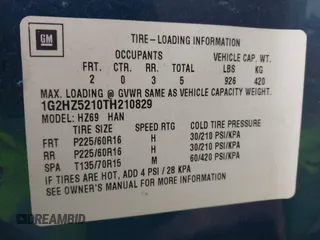 GM
TIRE-LOADING INFORMATION
OCCUPANTS VEHICLE CAP. WT.
FRT CTR RR TOTAL LBS KG
2 0 3 5 926 420
MAX. LOADING @ GVWR SAME AS VEHICLE CAPACITY WEIGHT.
1G2HZ5210TH210829
MODEL: HZ69 HAN
TIRE SIZE SPEED RTG COLD TIRE PRESSURE
FRT P225/60R16 H 30/210 PSI/KPA
RR P225/60R16 H 30/210 PSI/KPA
SPA T135/70R15 M 60/420 PSI/KPA
IF TIRES ARE HOT, ADD 4 PSI / 28 KPA
SEE OWNER'S MANUAL FOR MORE INFORMATION
DREAMBID